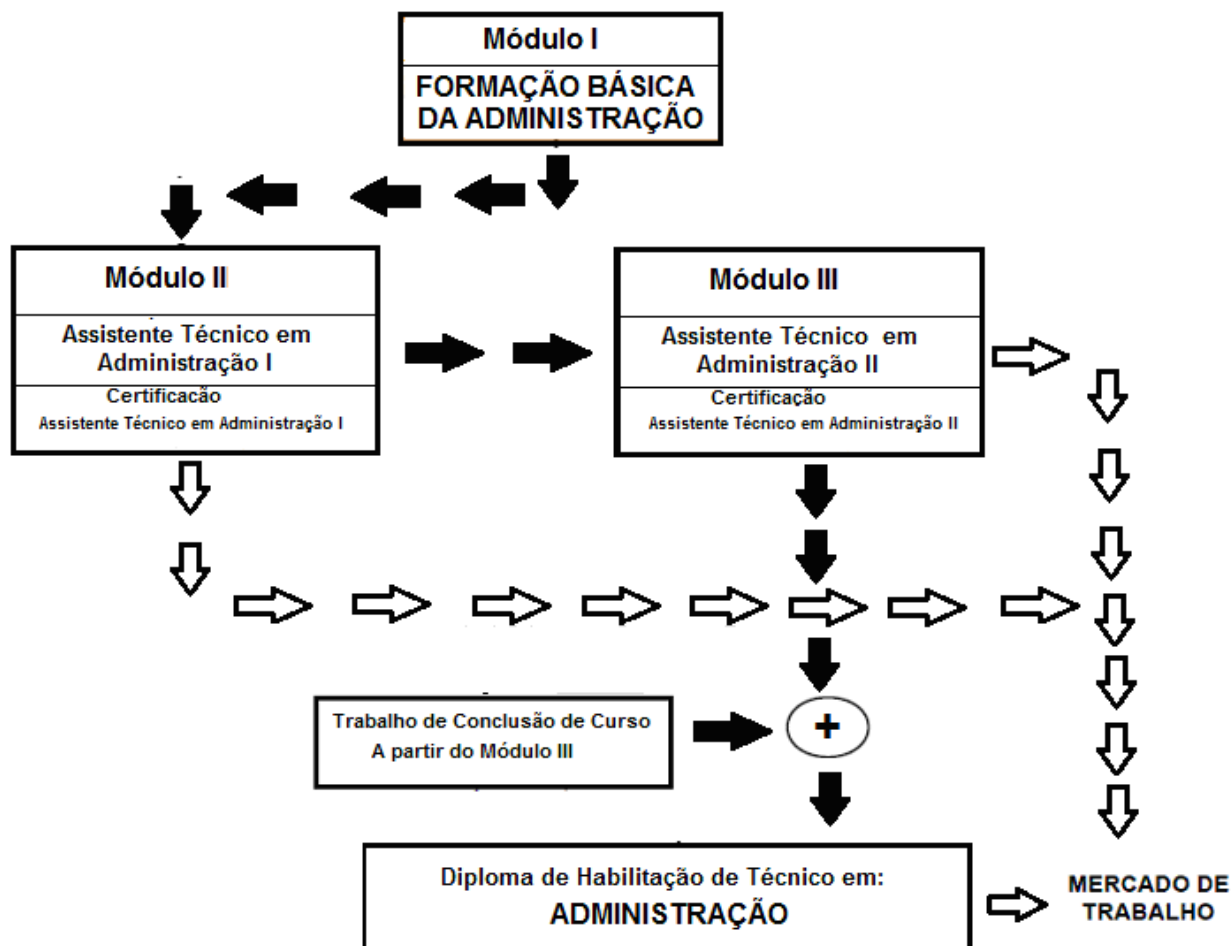 Módulo I
FORMAÇÃO BÁSICA
DA ADMINISTRAÇÃO
Módulo II
Assistente Técnico em
Administração I
Certificacão
Assistente Técnico em Administração I
Módulo III
Assistente Técnico em
Administração II
Certificacão
Assistente Técnico em Administração II
Trabalho de Conclusão de Curso
A partir do Módulo III
+
Diploma de Habilitação de Técnico em:
ADMINISTRAÇÃO
MERCADO DE
TRABALHO